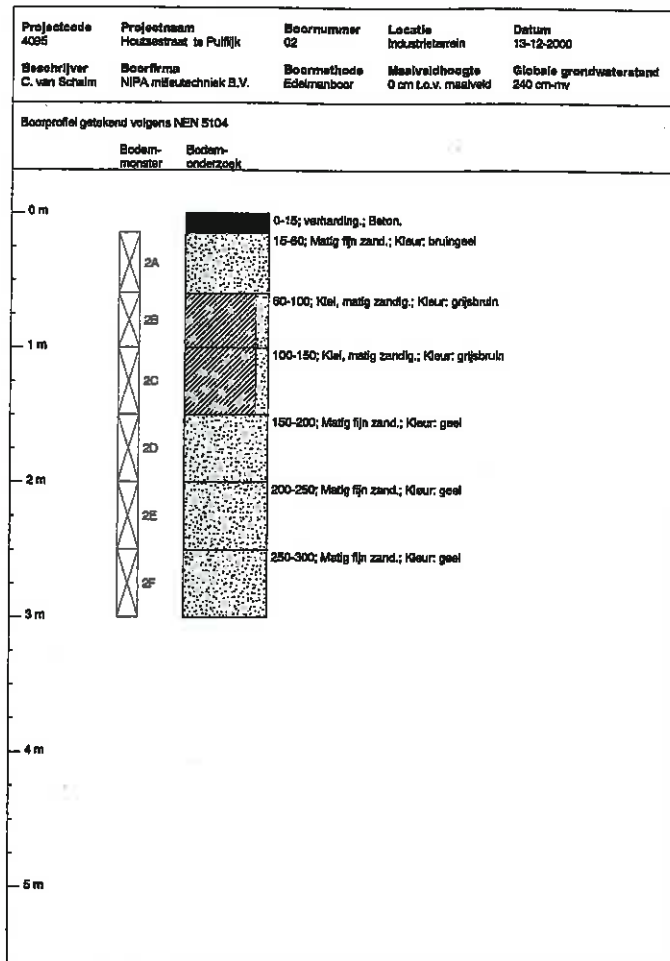 Projectcode Projectnaam Boornummer Locatie Datum
4095 Houtsestraat te Puiflijk 02 Industrieterrein 13-12-2000
Beschrijver Boorfirma Boormethode Maaiveldhoogte Globale grondwaterstand
C. van Schaim NIPA milieutechniek B.V. Edelmanboor 0 cm t.o.v. maaiveld 240 cm-mv
Boorprofiel getekend volgens NEN 5104
Bodem- Bodem-
monster onderzoek
0 m
0-15; verharding.; Beton.
15-60; Matig fijn zand.; Kleur: bruingeel
2A
60-100; Klei, matig zandig.; Kleur: grijsbruin
2B
1 m
100-150; Klei, matig zandig.; Kleur: grijsbruin
2C
150-200; Matig fijn zand.; Kleur: geel
2D
2 m
200-250; Matig fijn zand.; Kleur: geel
2E
250-300; Matig fijn zand.; Kleur: geel
2F
3 m
4 m
5 m